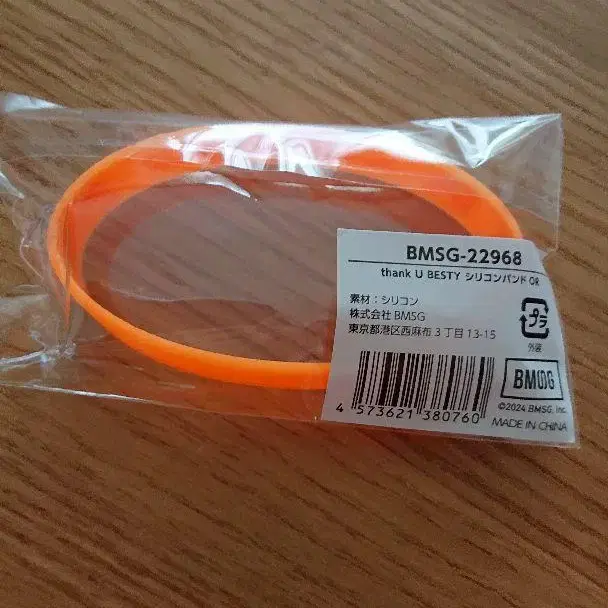 BMSG-22968
thank U BESTY シリコンバンド OR
素材：シリコン
株式会社 BMSG
東京都港区西麻布 3 丁目 13-15
プラ
外装
BMSG
4 573621 380760
©2024 BMSG, Inc.
MADE IN CHINA